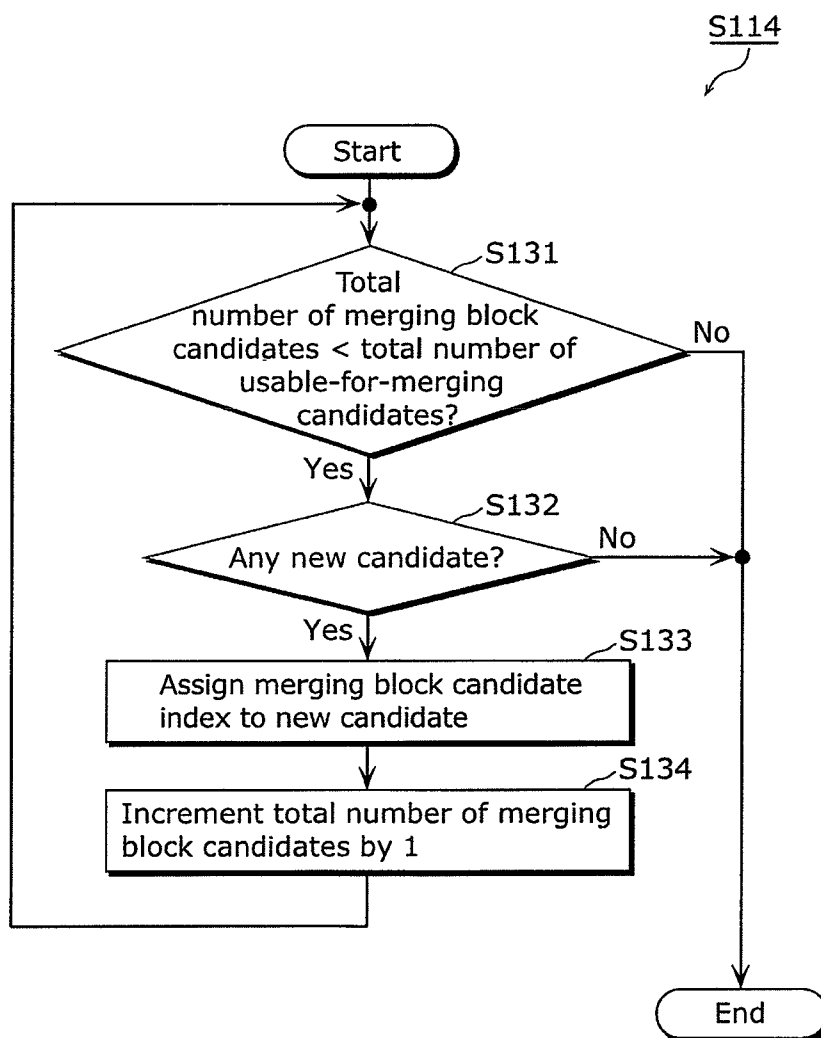 S114
Start
S131
Total
number of merging block
candidates < total number of
usable-for-merging
candidates?
No
Yes
S132
Any new candidate?
No
Yes
S133
Assign merging block candidate
index to new candidate
S134
Increment total number of merging
block candidates by 1
End